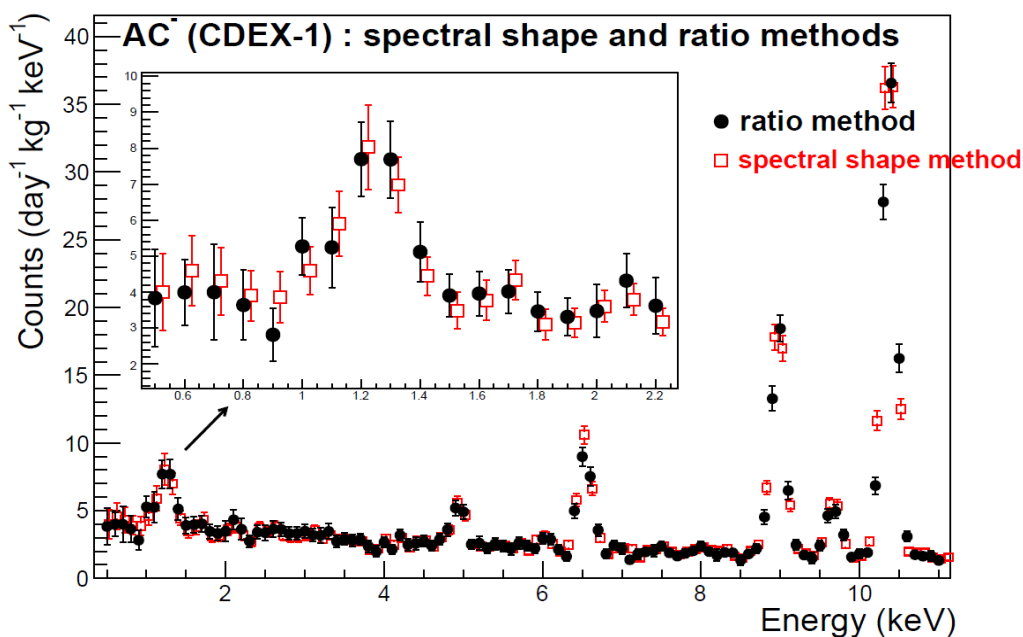 AC⁻ (CDEX-1) : spectral shape and ratio methods
Counts (day⁻¹ kg⁻¹ keV⁻¹)
40
35
30
25
20
15
10
5
0
10
9
8
7
6
5
4
3
2
0.6 0.8 1 1.2 1.4 1.6 1.8 2 2.2
ratio method
spectral shape method
2 4 6 8 10
Energy (keV)